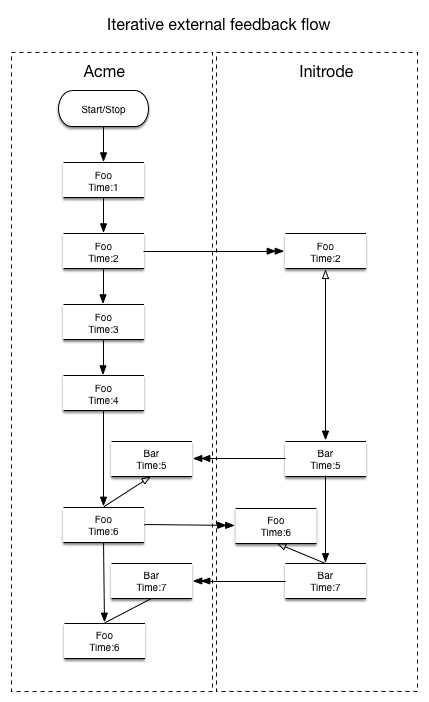 Iterative external feedback flow
Acme
Initrode
Start/Stop
Foo
Time:1
Foo
Time:2
Foo
Time:2
Foo
Time:3
Foo
Time:4
Bar
Time:5
Bar
Time:5
Foo
Time:6
Foo
Time:6
Bar
Time:7
Bar
Time:7
Foo
Time:6